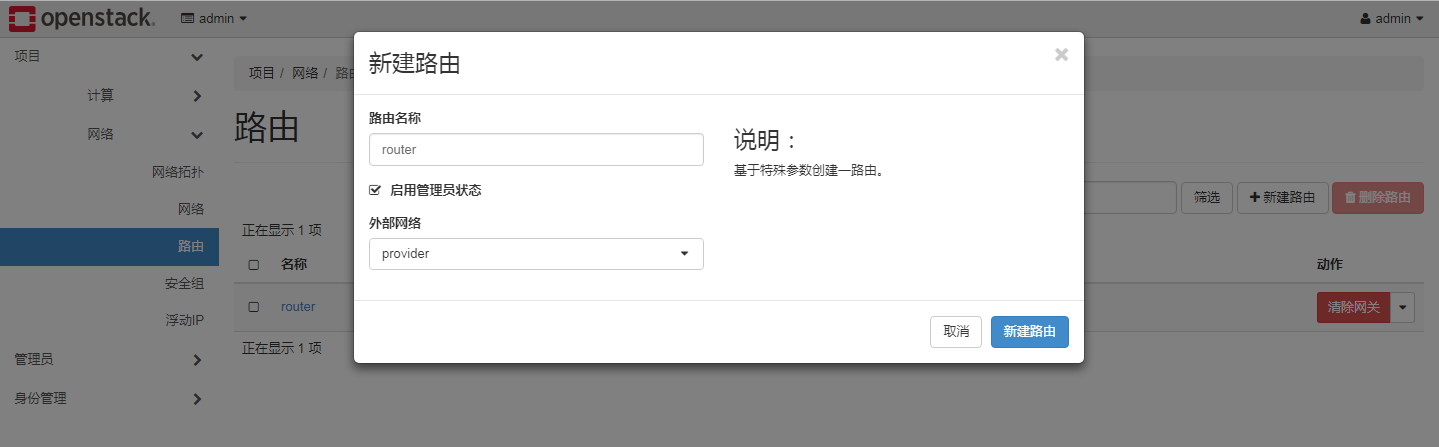 openstack. admin admin
项目
计算
网络
网络拓扑
网络
路由
安全组
浮动IP
管理员
身份管理
项目 / 网络 / 路由
路由
筛选 新建路由 删除路由
正在显示 1 项
名称 动作
router 清除网关
正在显示 1 项
新建路由
路由名称
router
启用管理员状态
外部网络
provider
说明：
基于特殊参数创建一路由。
取消 新建路由